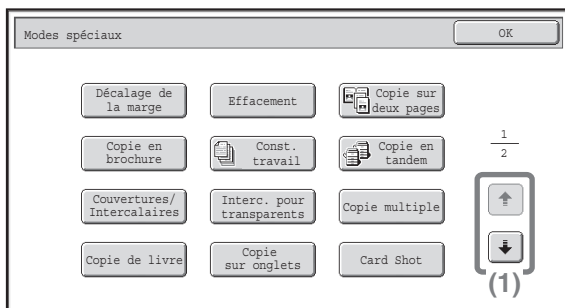 Modes spéciaux
OK
Décalage de
la marge
Effacement
Copie sur
deux pages
Copie en
brochure
Const.
travail
Copie en
tandem
1
2
Couvertures/
Intercalaires
Interc. pour
transparents
Copie multiple
Copie de livre
Copie
sur onglets
Card Shot
(1)